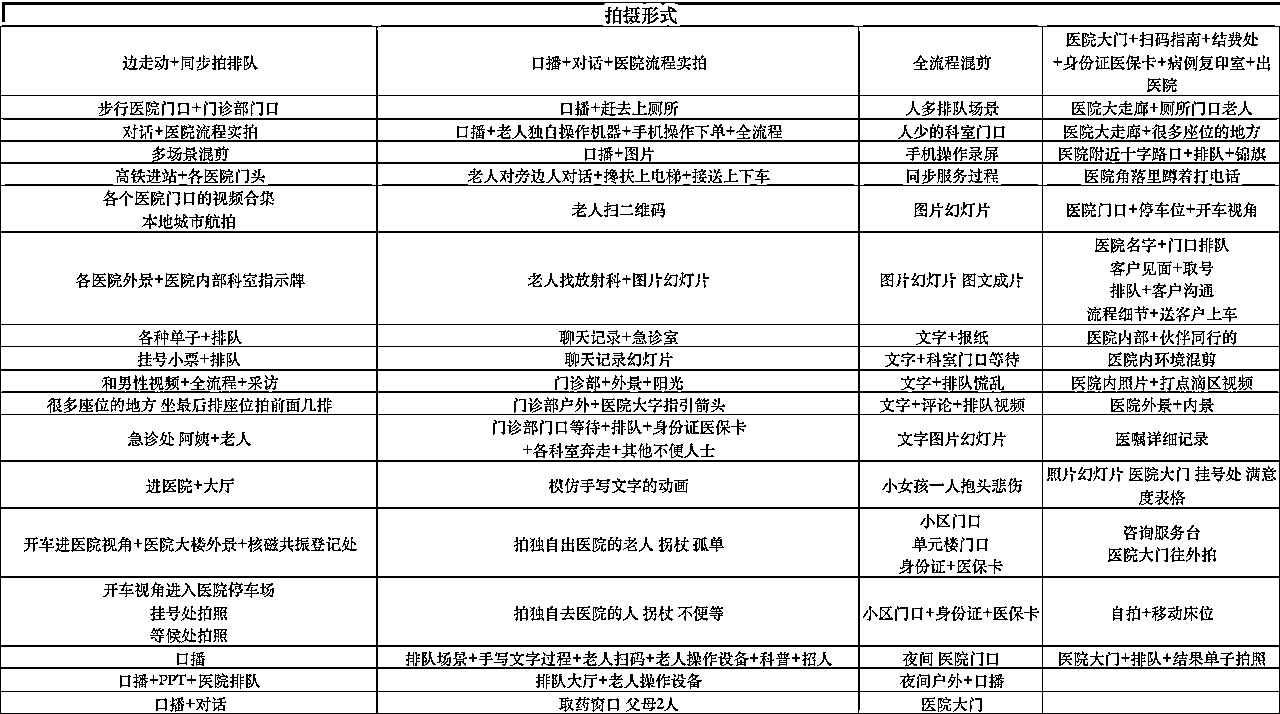 拍摄形式
边走动+同步拍排队
口播+对话+医院流程实拍
全流程混剪
医院大门+扫码指南+结费处
+身份证医保卡+病例复印室+出
医院
步行医院门口+门诊部门口
口播+赶去上厕所
人多排队场景
医院大走廊+厕所门口老人
对话+医院流程实拍
口播+老人独自操作机器+手机操作下单+全流程
人少的科室门口
医院大走廊+很多座位的地方
多场景混剪
口播+图片
手机操作录屏
医院附近十字路口+排队+锦旗
高铁进站+各医院门头
老人对旁边人对话+搀扶上电梯+接送上下车
同步服务过程
医院角落里蹲着打电话
各个医院门口的视频合集
本地城市航拍
老人扫二维码
图片幻灯片
医院门口+停车位+开车视角
各医院外景+医院内部科室指示牌
老人找放射科+图片幻灯片
图片幻灯片 图文成片
医院名字+门口排队
客户见面+取号
排队+客户沟通
流程细节+送客户上车
各种单子+排队
聊天记录+急诊室
文字+报纸
医院内部+伙伴同行的
挂号小票+排队
聊天记录幻灯片
文字+科室门口等待
医院内环境混剪
和男性视频+全流程+采访
门诊部+外景+阳光
文字+排队慌乱
医院内照片+打点滴区视频
很多座位的地方 坐最后排座位拍前面几排
门诊部户外+医院大字指引箭头
文字+评论+排队视频
医院外景+内景
急诊处 阿姨+老人
门诊部门口等待+排队+身份证医保卡
+各科室奔走+其他不便人士
文字图片幻灯片
医嘱详细记录
进医院+大厅
模仿手写文字的动画
小女孩一人抱头悲伤
照片幻灯片 医院大门 挂号处 满意
度表格
开车进医院视角+医院大楼外景+核磁共振登记处
拍独自出医院的老人 拐杖 孤单
小区门口
单元楼门口
身份证+医保卡
咨询服务台
医院大门往外拍
开车视角进入医院停车场
挂号处拍照
等候处拍照
拍独自去医院的人 拐杖 不便等
小区门口+身份证+医保卡
自拍+移动床位
口播
排队场景+手写文字过程+老人扫码+老人操作设备+科普+招人
夜间 医院门口
医院大门+排队+结果单子拍照
口播+PPT+医院排队
排队大厅+老人操作设备
夜间户外+口播
口播+对话
取药窗口 父母2人
医院大门